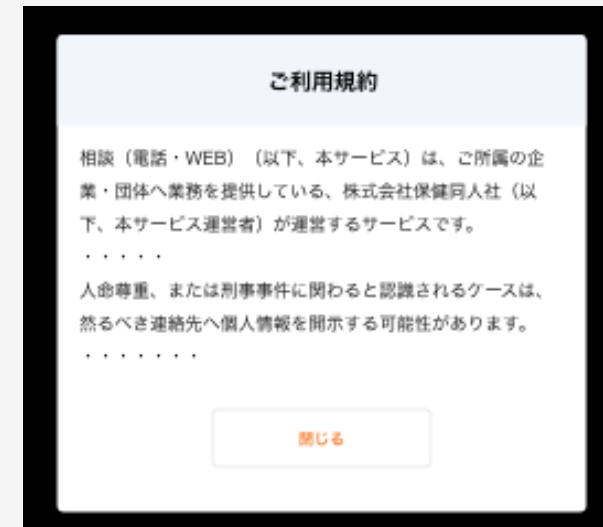 ご利用規約
相談（電話・WEB）（以下、本サービス）は、ご所属の企
業・団体へ業務を提供している、株式会社保健同人社（以
下、本サービス運営者）が運営するサービスです。
・・・・・
人命尊重、または刑事事件に関わると認識されるケースは、
然るべき連絡先へ個人情報を開示する可能性があります。
・・・・・・・
閉じる